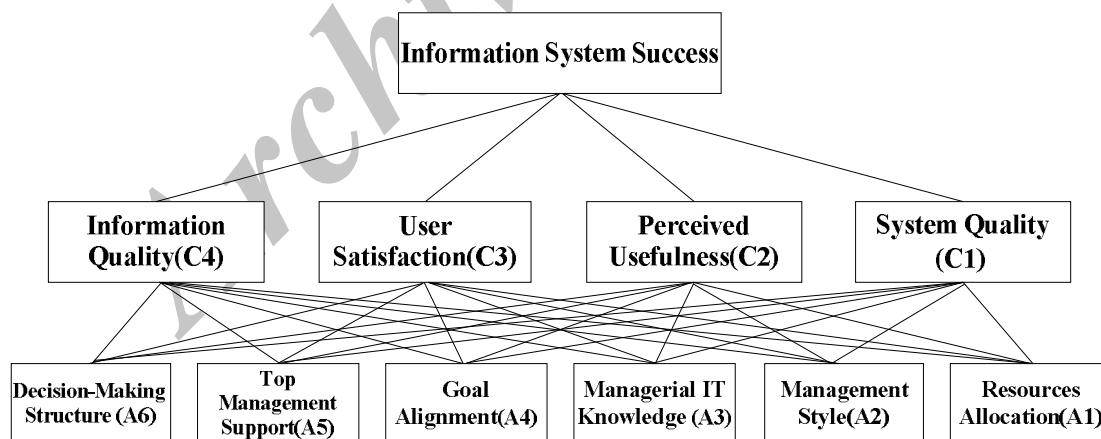 Information System Success
Information
Quality(C4)
User
Satisfaction(C3)
Perceived
Usefulness(C2)
System Quality
(C1)
Decision-Making
Structure (A6)
Top
Management
Support(A5)
Goal
Alignment(A4)
Managerial IT
Knowledge (A3)
Management
Style(A2)
Resources
Allocation(A1)